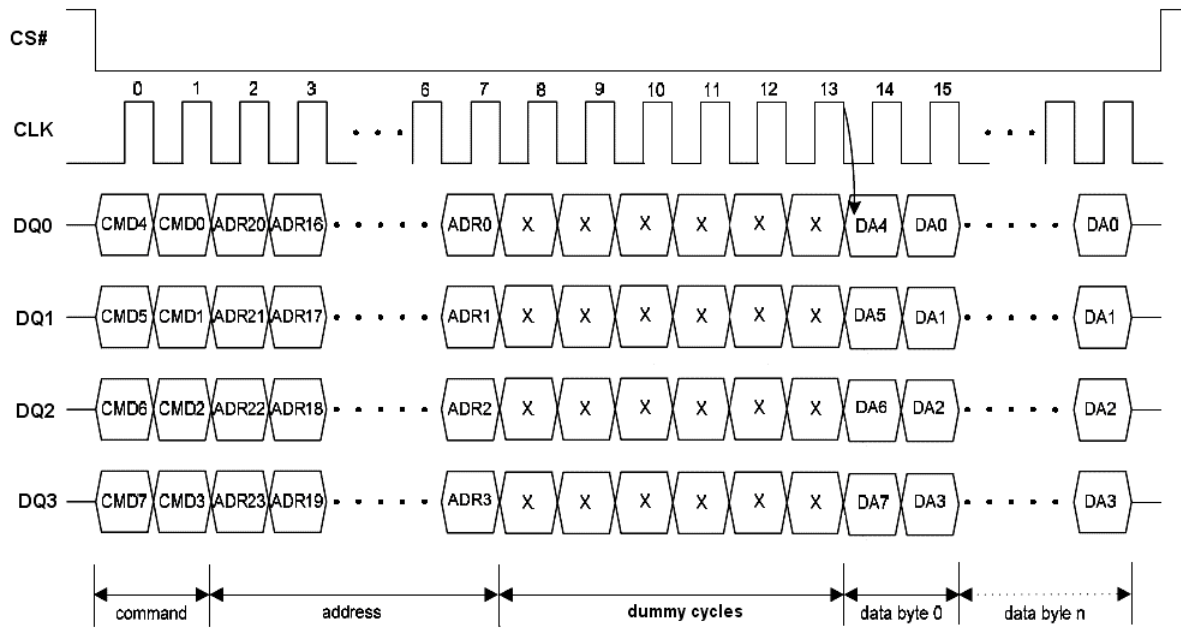 CS#
0 1 2 3 6 7 8 9 10 11 12 13 14 15
CLK
DQ0 CMD4 CMD0 ADR20 ADR16 ADR0 X X X X X X DA4 DA0 DA0
DQ1 CMD5 CMD1 ADR21 ADR17 ADR1 X X X X X X DA5 DA1 DA1
DQ2 CMD6 CMD2 ADR22 ADR18 ADR2 X X X X X X DA6 DA2 DA2
DQ3 CMD7 CMD3 ADR23 ADR19 ADR3 X X X X X X DA7 DA3 DA3
command address dummy cycles data byte 0 data byle n